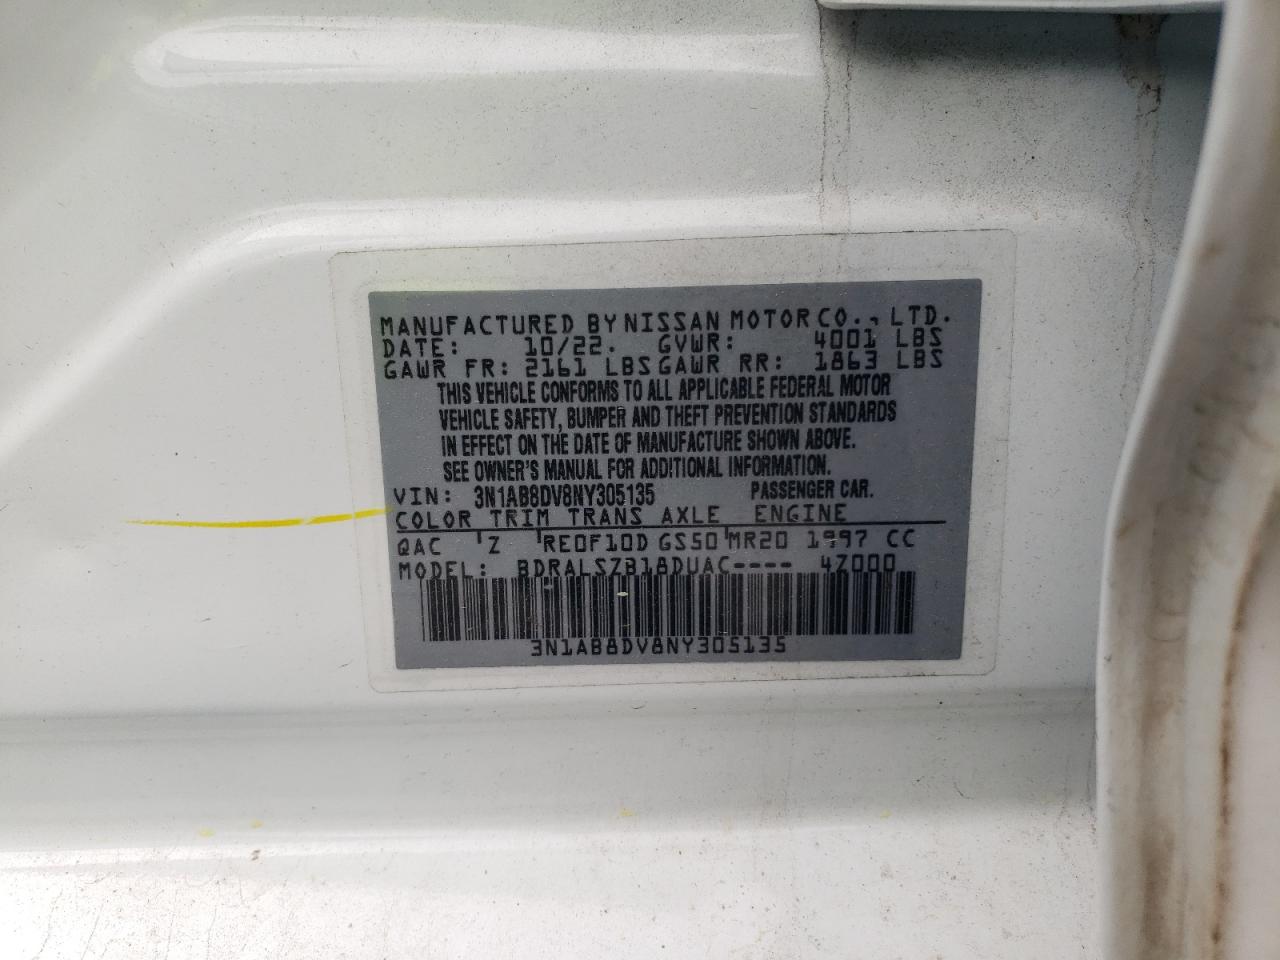 MANUFACTURED BY NISSAN MOTOR CO., LTD.
DATE: 10/22. GVWR: 4001 LBS
GAWR FR: 2161 LBS GAWR RR: 1863 LBS
THIS VEHICLE CONFORMS TO ALL APPLICABLE FEDERAL MOTOR
VEHICLE SAFETY, BUMPER AND THEFT PREVENTION STANDARDS
IN EFFECT ON THE DATE OF MANUFACTURE SHOWN ABOVE.
SEE OWNER'S MANUAL FOR ADDITIONAL INFORMATION.
VIN: 3N1AB8DV8NY305135 PASSENGER CAR.
COLOR TRIM TRANS AXLE ENGINE
QAC Z RE0F10D GS50 MR20 1997 CC
MODEL: BDRALSZB18DUAC---- 4Z000
3N1AB8DV8NY305135